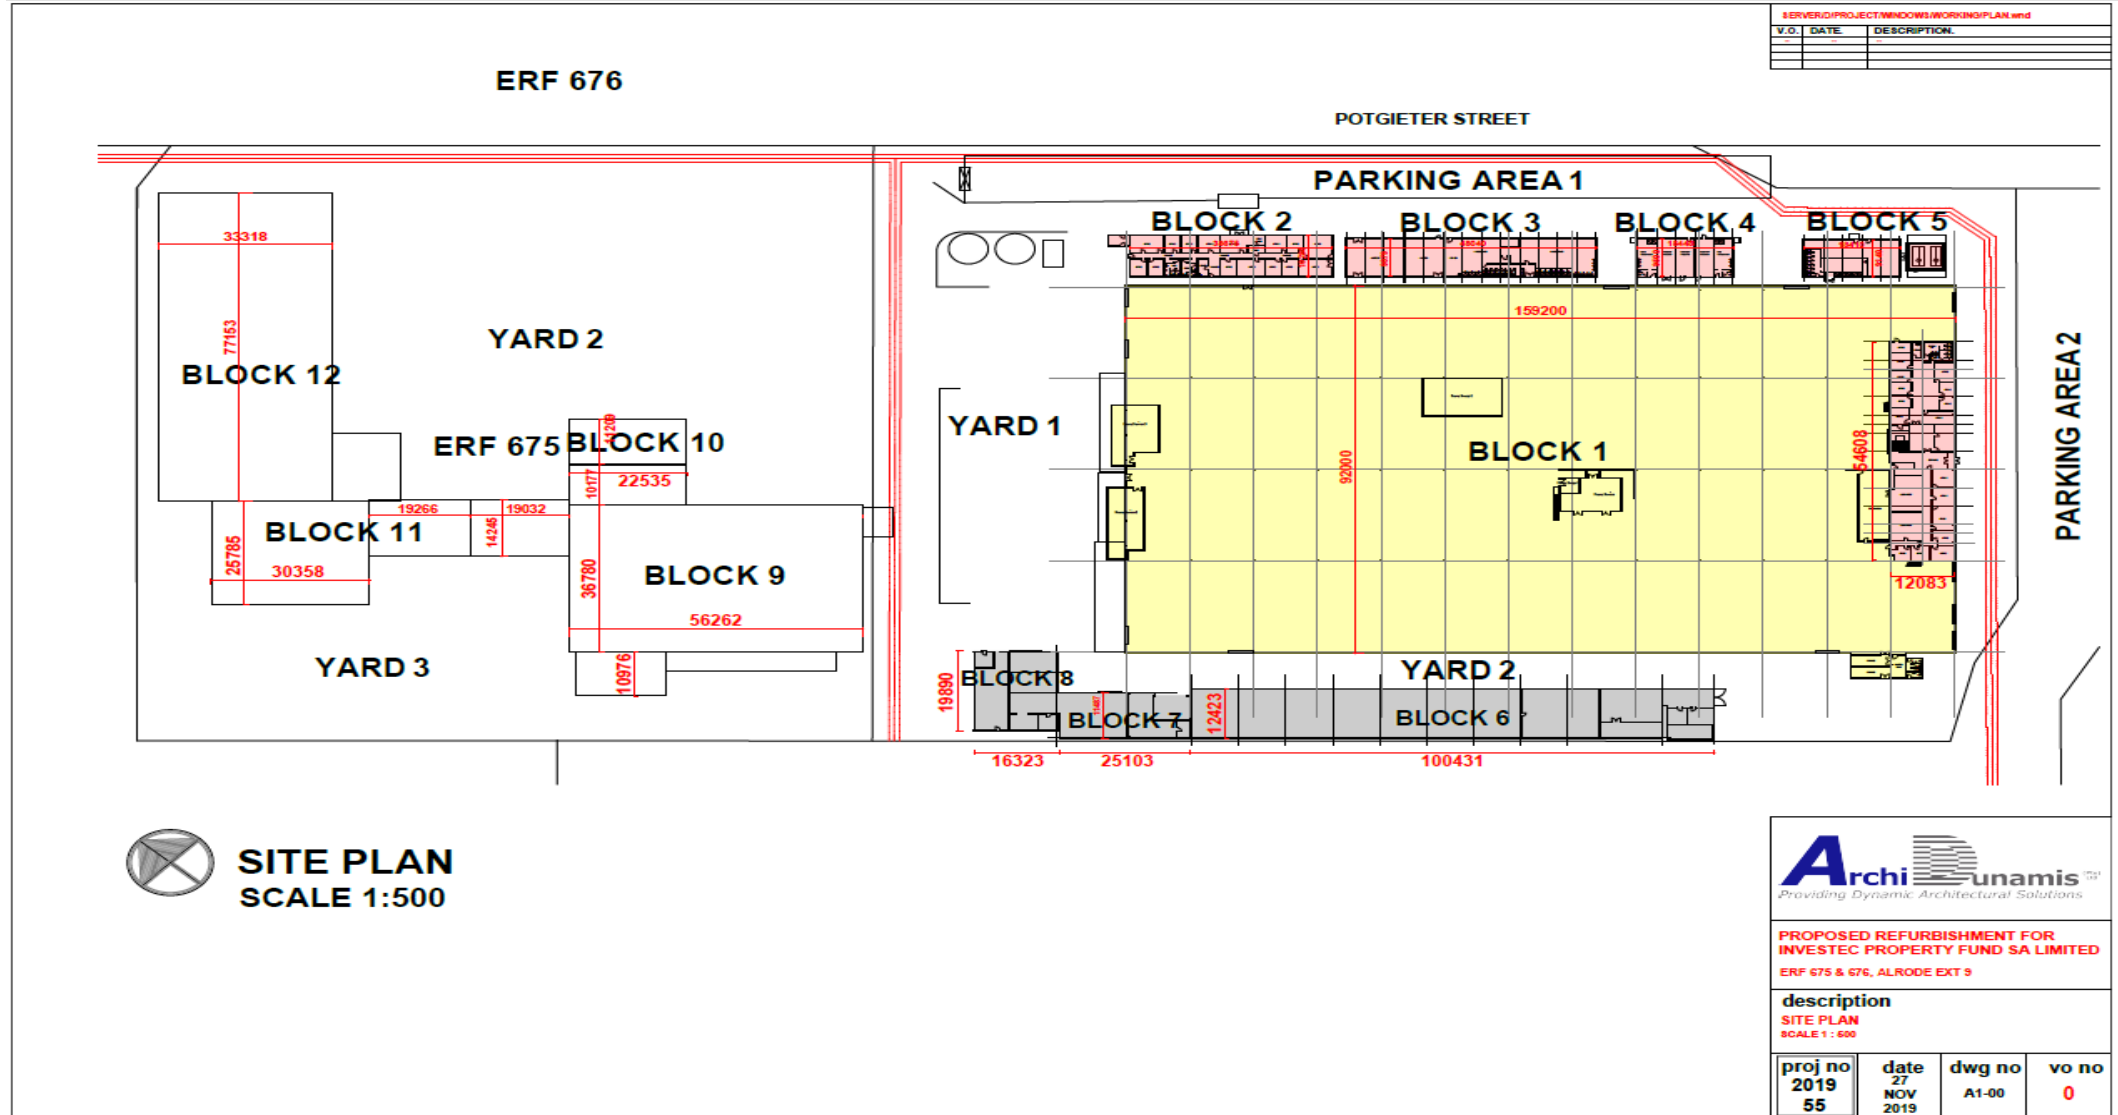 SERVER/D/PROJECT/WINDOWS/WORKING/PLAN.wnd
V.O. DATE. DESCRIPTION.
ERF 676
POTGIETER STREET
PARKING AREA 1
BLOCK 2 BLOCK 3 BLOCK 4 BLOCK 5
33318
159200
77153
YARD 2
BLOCK 12
PARKING AREA 2
YARD 1
ERF 675 BLOCK 10
11209
BLOCK 1
54608
92000
10177
22535
19266
19032
BLOCK 11
14245
25785
30358
36780
BLOCK 9
12083
56262
YARD 3
10976
19890
BLOCK 8
YARD 2
BLOCK 7
12423
BLOCK 6
16323
25103
100431
SITE PLAN
SCALE 1:500
Archi Dunamis
Providing Dynamic Architectural Solutions
PROPOSED REFURBISHMENT FOR
INVESTEC PROPERTY FUND SA LIMITED
ERF 675 & 676, ALRODE EXT 9
description
SITE PLAN
SCALE 1 : 500
proj no
2019
55
date
27
NOV
2019
dwg no
A1-00
vo no
0